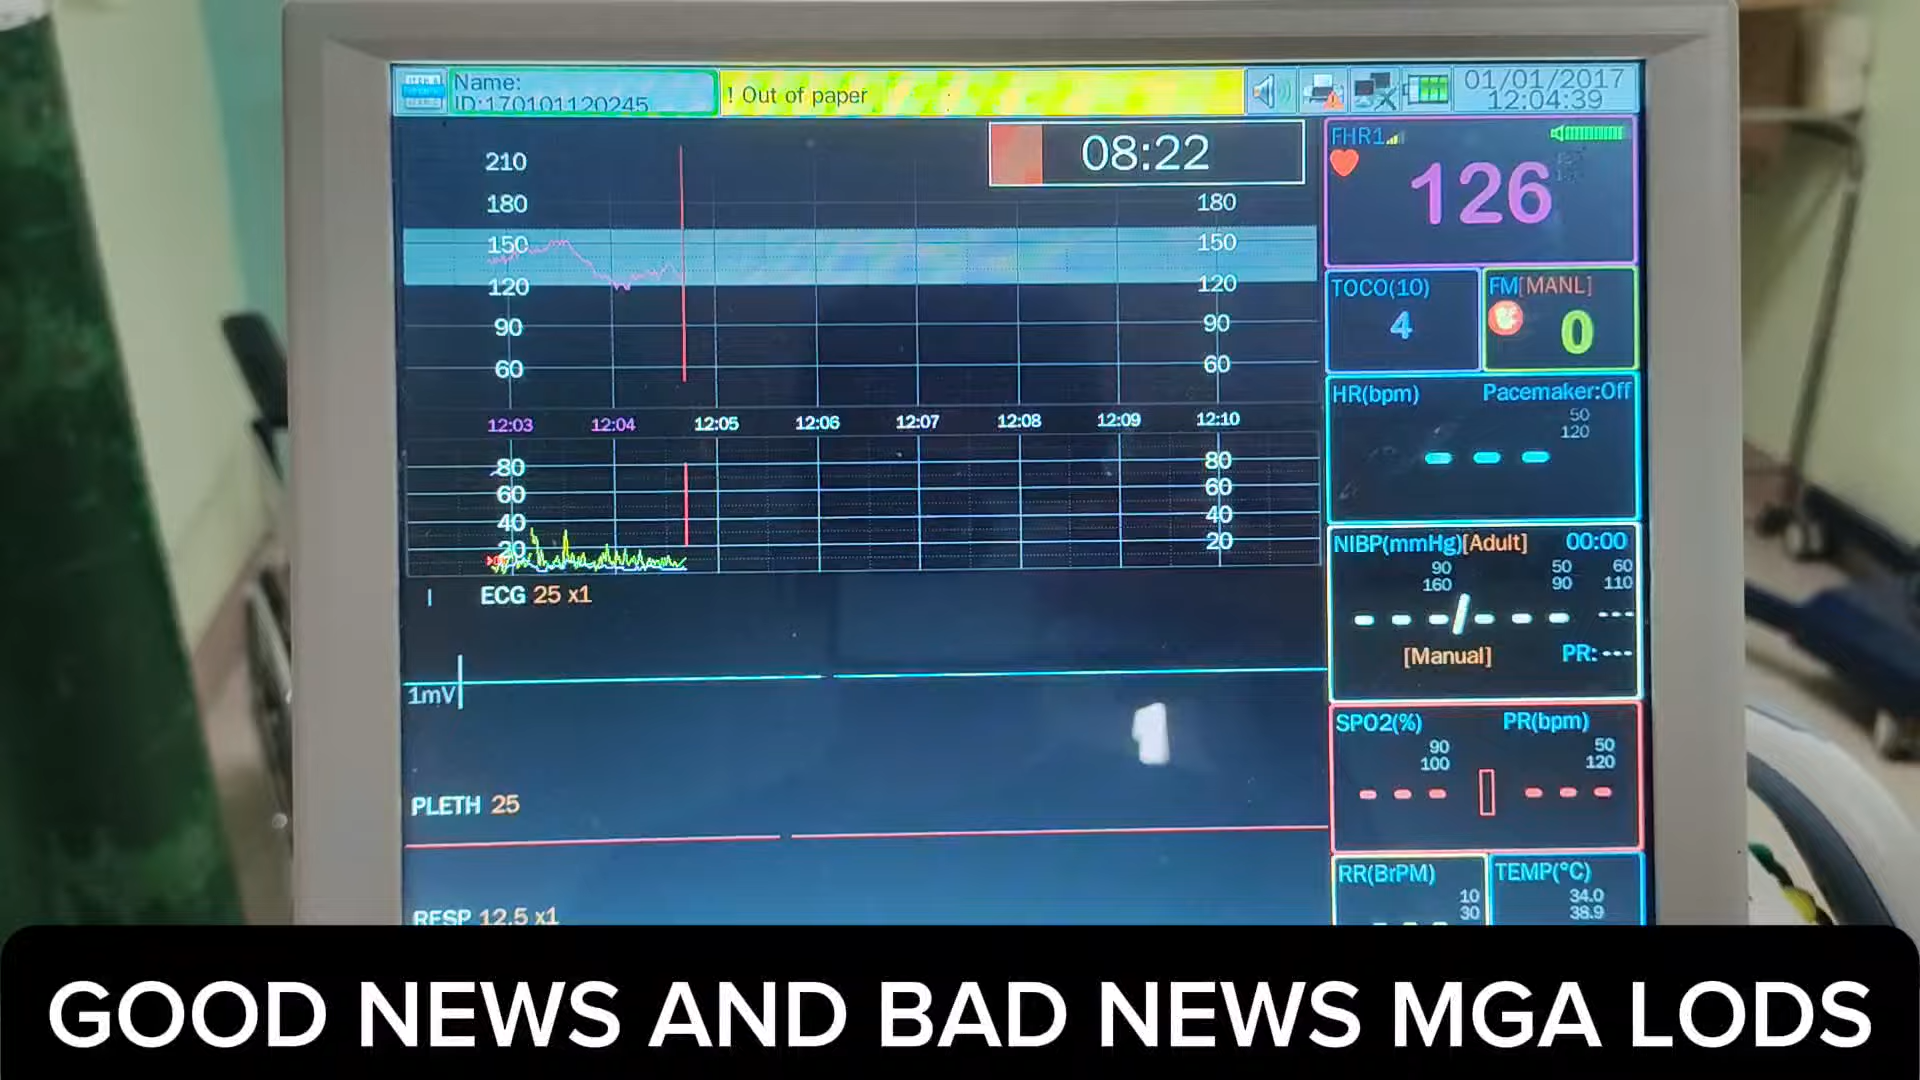 Name:
ID:170101120245
! Out of paper
01/01/2017
12:04:39
08:22
210
180
150
120
90
60
180
150
120
90
60
12:03
12:04
12:05
12:06
12:07
12:08
12:09
12:10
80
60
40
20
80
60
40
20
I
ECG 25 x1
1mV
PLETH 25
RESP 12.5 x1
FHR1
126
TOCO(10)
4
FM[MANL]
0
HR(bpm)
Pacemaker:Off
50
120
- - -
NIBP(mmHg)[Adult]
00:00
90
160
50
90
60
110
- - -/- - -
---
[Manual]
PR:---
SPO2(%)
PR(bpm)
90
100
50
120
- - -
- - -
RR(BrPM)
10
30
TEMP(°C)
34.0
38.9
GOOD NEWS AND BAD NEWS MGA LODS